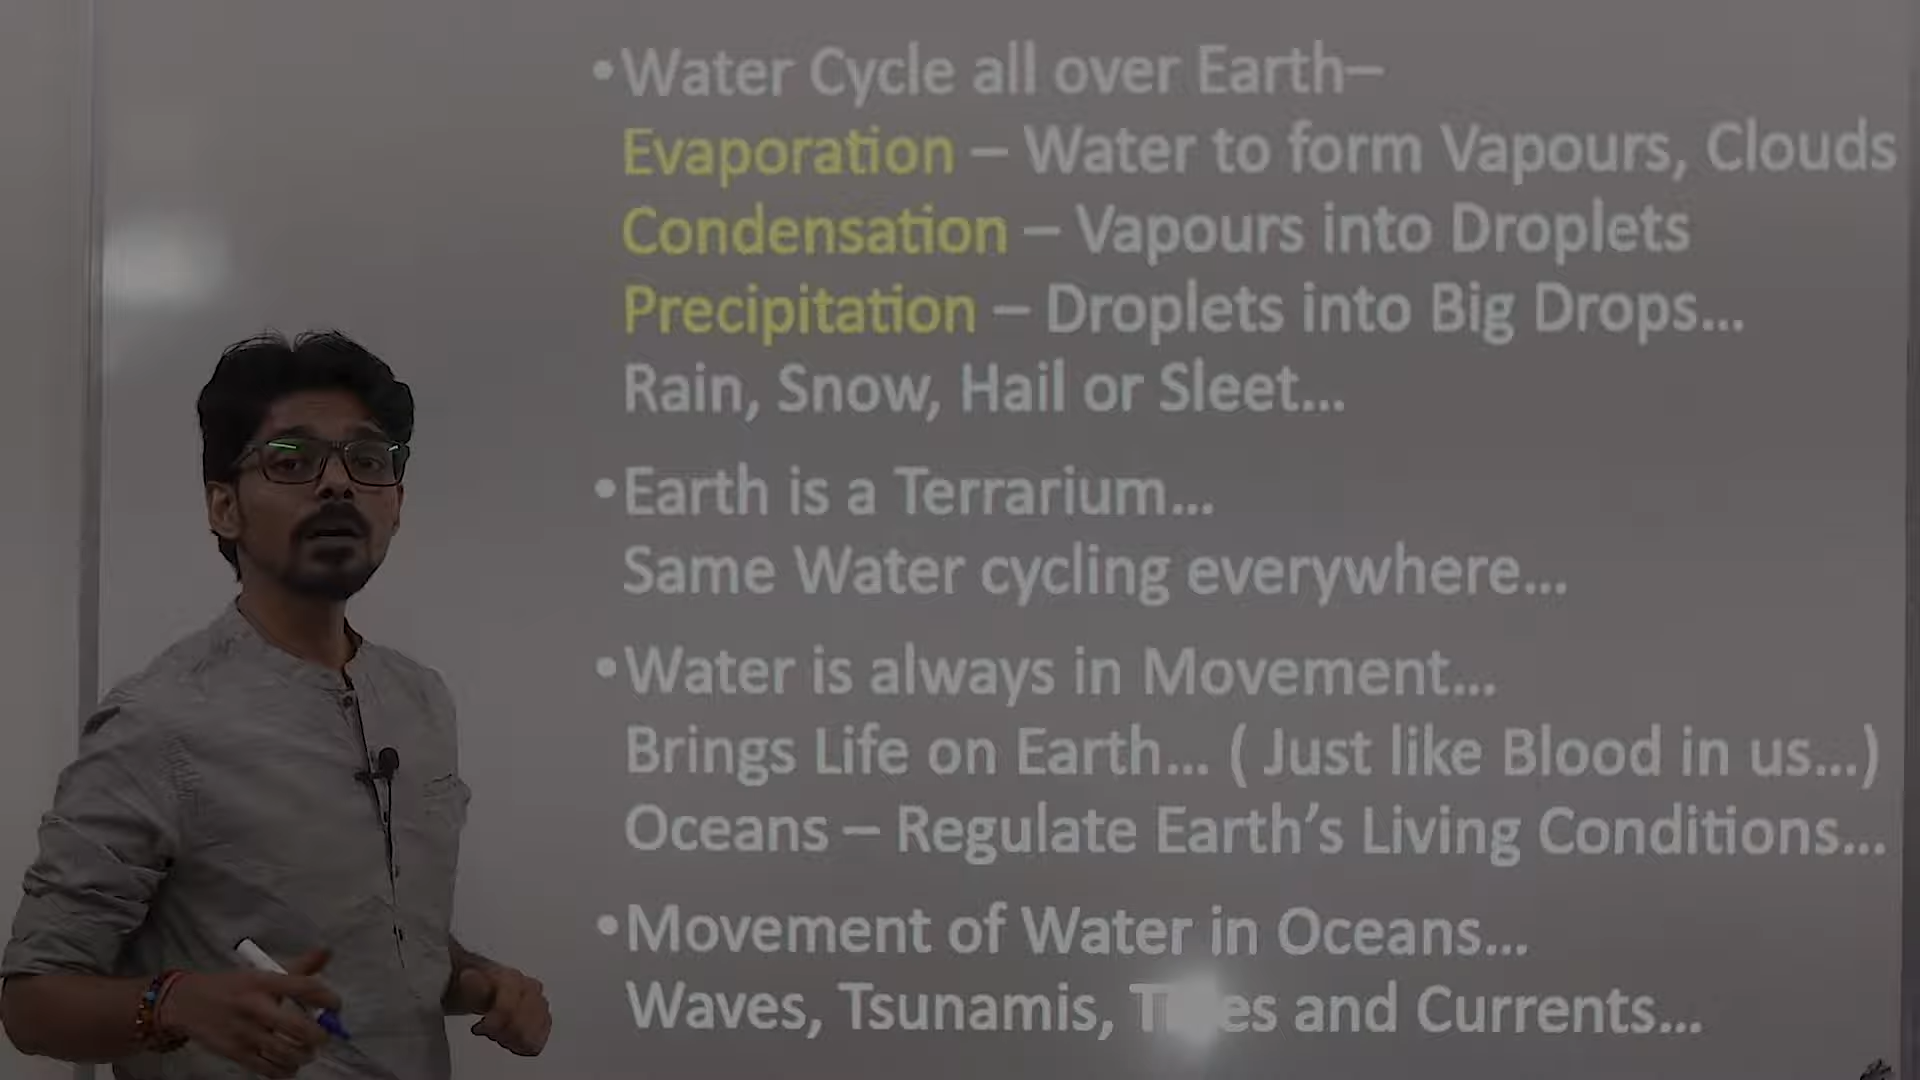 •Water Cycle all over Earth–
Evaporation – Water to form Vapours, Clouds
Condensation – Vapours into Droplets
Precipitation – Droplets into Big Drops...
Rain, Snow, Hail or Sleet...
•Earth is a Terrarium...
Same Water cycling everywhere...
•Water is always in Movement...
Brings Life on Earth... ( Just like Blood in us...)
Oceans – Regulate Earth’s Living Conditions...
•Movement of Water in Oceans...
Waves, Tsunamis, Tides and Currents...